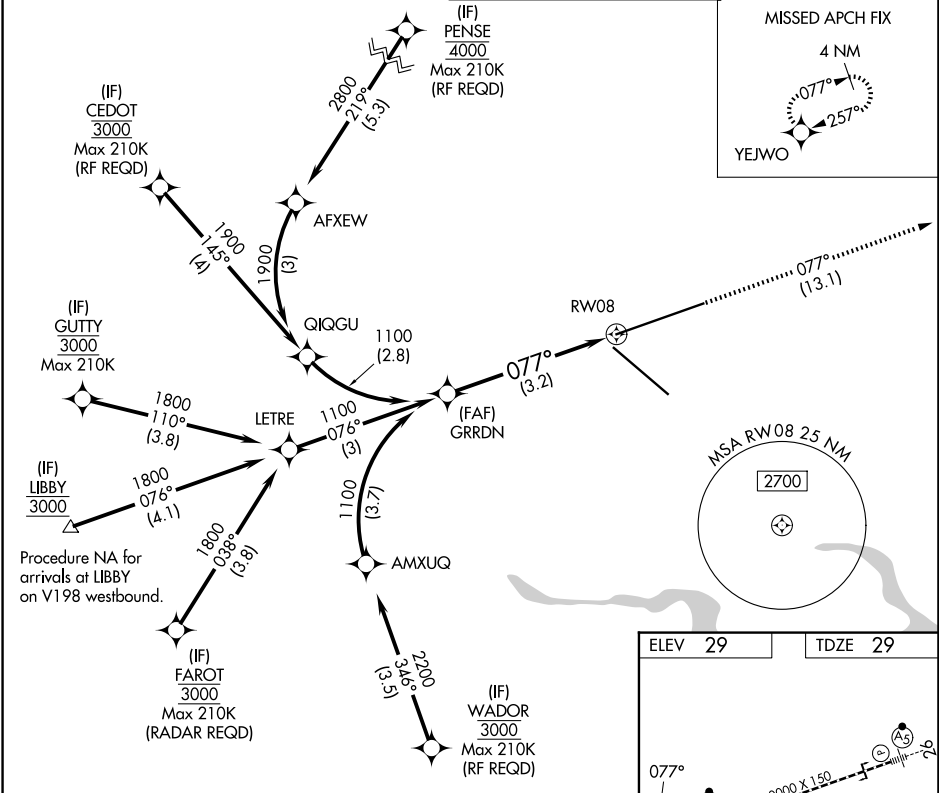 (IF)
PENSE
4000
Max 210K
(RF REQD)
MISSED APCH FIX
4 NM
077°
257°
YEJWO
(IF)
CEDOT
3000
Max 210K
(RF REQD)
2800
219°
(5.3)
AFXEW
1900
145°
(4)
1900
(3)
077°
(13.1)
RW08
(IF)
GUTTY
3000
Max 210K
QIQGU
1100
(2.8)
077°
(3.2)
(FAF)
GRRDN
1800
110°
(3.8)
LETRE
1100
076°
(3)
MSA RW08 25 NM
2700
(IF)
LIBBY
3000
1800
076°
(4.1)
1100
(3.7)
Procedure NA for
arrivals at LIBBY
on V198 westbound.
1800
038°
(3.8)
AMXUQ
(IF)
FAROT
3000
Max 210K
(RADAR REQD)
2200
346°
(3.5)
(IF)
WADOR
3000
Max 210K
(RF REQD)
ELEV 29
TDZE 29
A5
P
26
077°
X 150